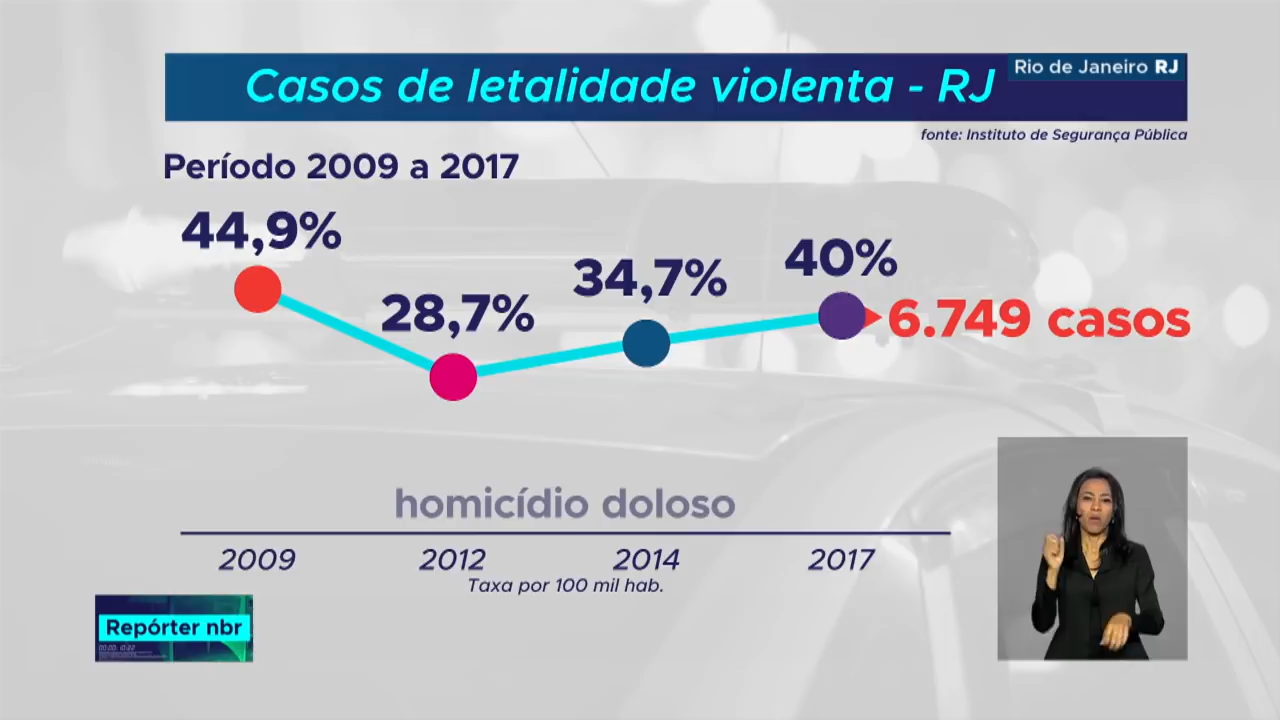 Casos de letalidade violenta - RJ
Rio de Janeiro RJ
fonte: Instituto de Segurança Pública
Período 2009 a 2017
44,9%
28,7%
34,7%
40%
6.749 casos
homicídio doloso
2009 2012 2014 2017
Taxa por 100 mil hab.
Repórter nbr